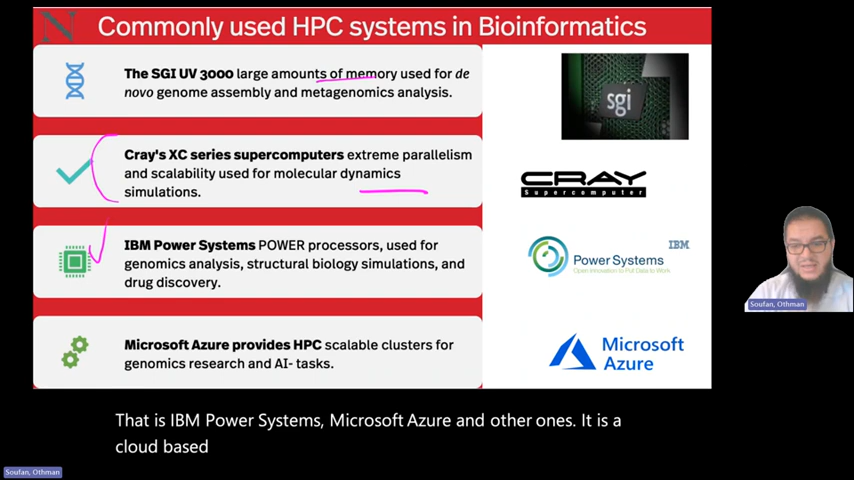 Commonly used HPC systems in Bioinformatics
The SGI UV 3000 large amounts of memory used for de
novo genome assembly and metagenomics analysis.
sgi
Cray's XC series supercomputers extreme parallelism
and scalability used for molecular dynamics
simulations.
CRAY
Supercomputer
IBM Power Systems POWER processors, used for
genomics analysis, structural biology simulations, and
drug discovery.
IBM
Power Systems
Open Innovation to Put Data to Work
Microsoft Azure provides HPC scalable clusters for
genomics research and AI- tasks.
Microsoft
Azure
Soufan, Othman
That is IBM Power Systems, Microsoft Azure and other ones. It is a
cloud based
Soufan, Othman